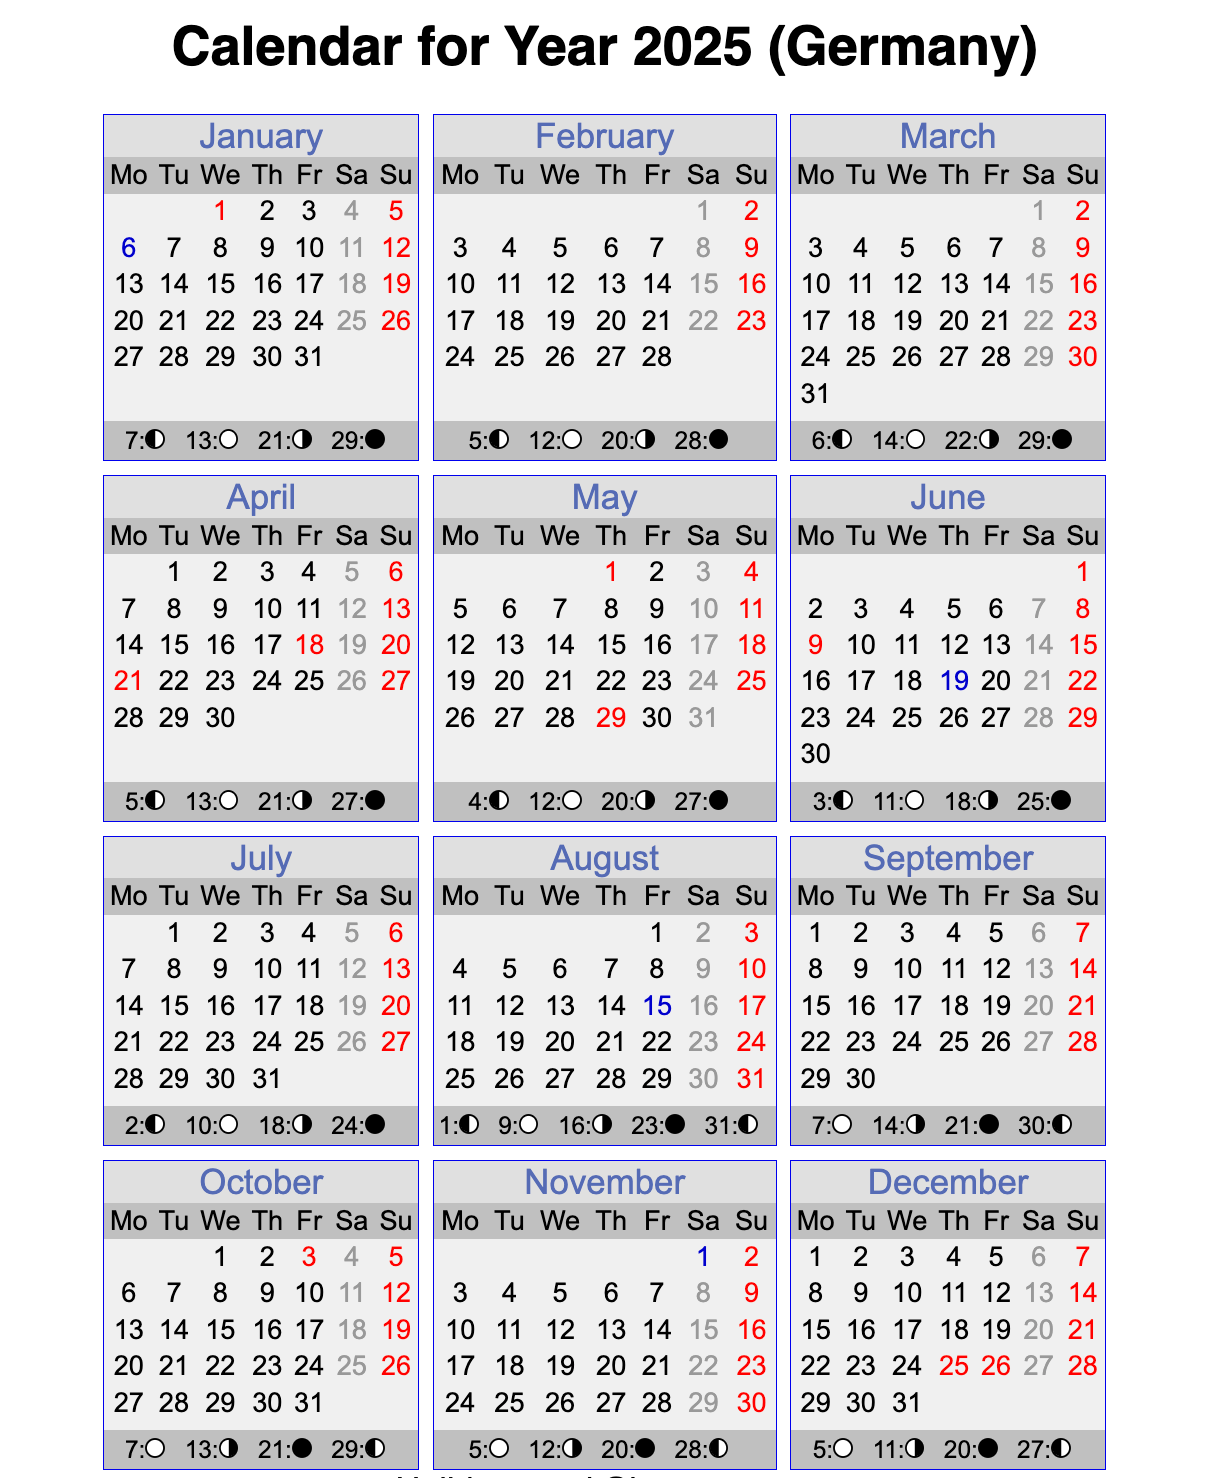 Calendar for Year 2025 (Germany)
January
Mo Tu We Th Fr Sa Su
1 2 3 4 5
6 7 8 9 10 11 12
13 14 15 16 17 18 19
20 21 22 23 24 25 26
27 28 29 30 31
7: 13: 21: 29:
February
Mo Tu We Th Fr Sa Su
1 2
3 4 5 6 7 8 9
10 11 12 13 14 15 16
17 18 19 20 21 22 23
24 25 26 27 28
5: 12: 20: 28:
March
Mo Tu We Th Fr Sa Su
1 2
3 4 5 6 7 8 9
10 11 12 13 14 15 16
17 18 19 20 21 22 23
24 25 26 27 28 29 30
31
6: 14: 22: 29:
April
Mo Tu We Th Fr Sa Su
1 2 3 4 5 6
7 8 9 10 11 12 13
14 15 16 17 18 19 20
21 22 23 24 25 26 27
28 29 30
5: 13: 21: 27:
May
Mo Tu We Th Fr Sa Su
1 2 3 4
5 6 7 8 9 10 11
12 13 14 15 16 17 18
19 20 21 22 23 24 25
26 27 28 29 30 31
4: 12: 20: 27:
June
Mo Tu We Th Fr Sa Su
1
2 3 4 5 6 7 8
9 10 11 12 13 14 15
16 17 18 19 20 21 22
23 24 25 26 27 28 29
30
3: 11: 18: 25:
July
Mo Tu We Th Fr Sa Su
1 2 3 4 5 6
7 8 9 10 11 12 13
14 15 16 17 18 19 20
21 22 23 24 25 26 27
28 29 30 31
2: 10: 18: 24:
August
Mo Tu We Th Fr Sa Su
1 2 3
4 5 6 7 8 9 10
11 12 13 14 15 16 17
18 19 20 21 22 23 24
25 26 27 28 29 30 31
1: 9: 16: 23: 31:
September
Mo Tu We Th Fr Sa Su
1 2 3 4 5 6 7
8 9 10 11 12 13 14
15 16 17 18 19 20 21
22 23 24 25 26 27 28
29 30
7: 14: 21: 30:
October
Mo Tu We Th Fr Sa Su
1 2 3 4 5
6 7 8 9 10 11 12
13 14 15 16 17 18 19
20 21 22 23 24 25 26
27 28 29 30 31
7: 13: 21: 29:
November
Mo Tu We Th Fr Sa Su
1 2
3 4 5 6 7 8 9
10 11 12 13 14 15 16
17 18 19 20 21 22 23
24 25 26 27 28 29 30
5: 12: 20: 28:
December
Mo Tu We Th Fr Sa Su
1 2 3 4 5 6 7
8 9 10 11 12 13 14
15 16 17 18 19 20 21
22 23 24 25 26 27 28
29 30 31
5: 11: 20: 27: